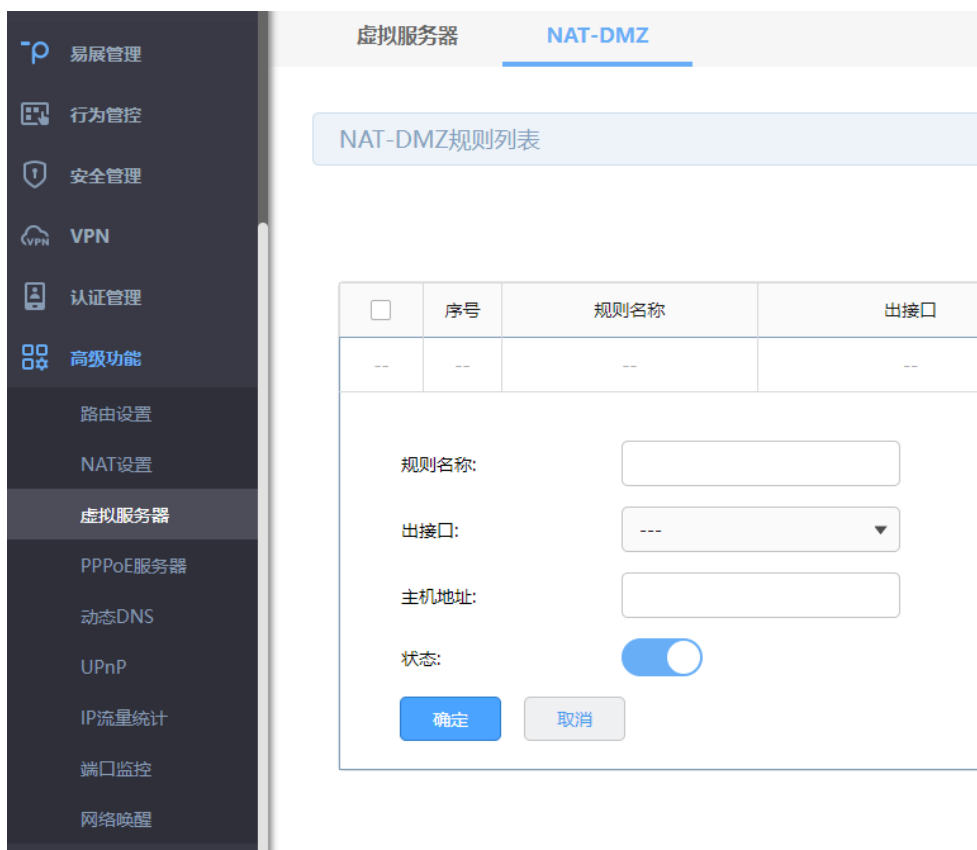 易展管理
行为管控
安全管理
VPN
VPN
认证管理
高级功能
路由设置
NAT设置
虚拟服务器
PPPoE服务器
动态DNS
UPnP
IP流量统计
端口监控
网络唤醒
虚拟服务器 NAT-DMZ
NAT-DMZ规则列表
序号 规则名称 出接口
-- -- -- --
规则名称:
出接口: ---
主机地址:
状态:
确定 取消